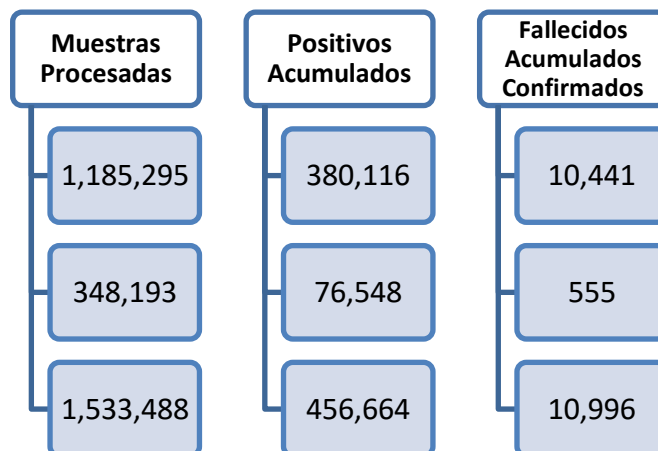 Muestras
Procesadas
1,185,295
348,193
1,533,488
Positivos
Acumulados
380,116
76,548
456,664
Fallecidos
Acumulados
Confirmados
10,441
555
10,996